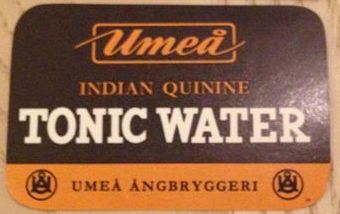 Umeå
INDIAN QUININE
TONIC WATER
UMEÅ ÅNGBRYGGERI